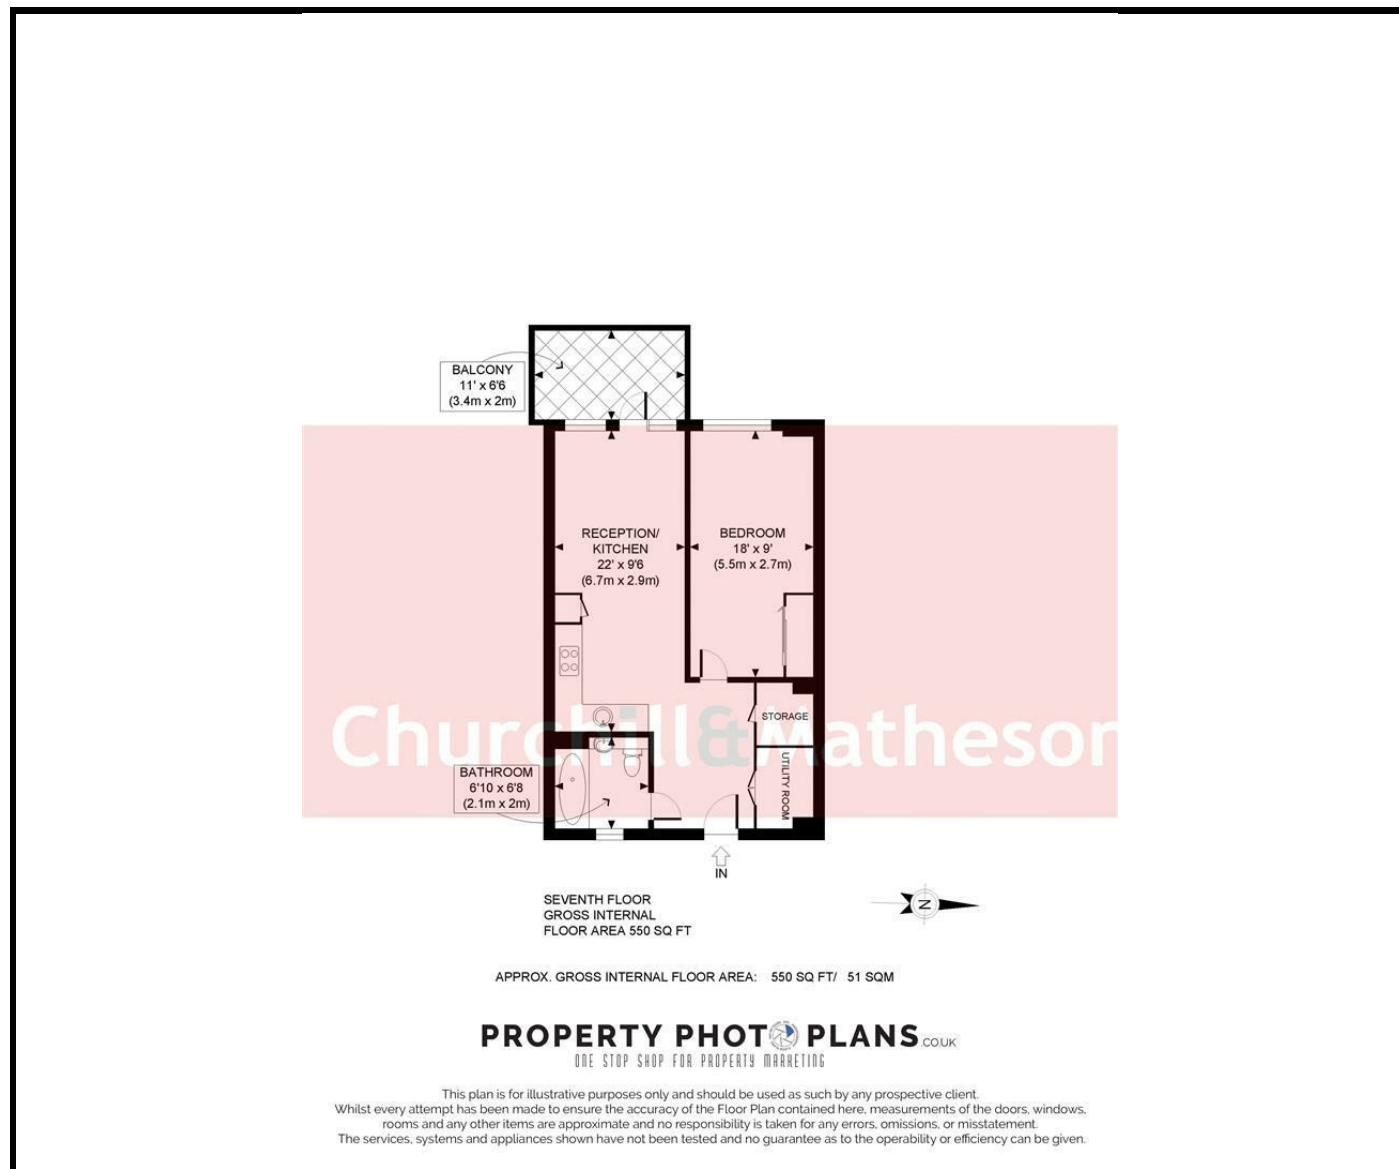 BALCONY
11' x 6'6
(3.4m x 2m)
RECEPTION/
KITCHEN
22' x 9'6
(6.7m x 2.9m)
BEDROOM
18' x 9'
(5.5m x 2.7m)
STORAGE
Churchill&Matheson
UTILITY ROOM
BATHROOM
6'10 x 6'8
(2.1m x 2m)
IN
SEVENTH FLOOR
GROSS INTERNAL
FLOOR AREA 550 SQ FT
N
APPROX. GROSS INTERNAL FLOOR AREA: 550 SQ FT/ 51 SQM
PROPERTY PHOTO PLANS.CO.UK
ONE STOP SHOP FOR PROPERTY MARKETING
This plan is for illustrative purposes only and should be used as such by any prospective client.
Whilst every attempt has been made to ensure the accuracy of the Floor Plan contained here, measurements of the doors, windows,
rooms and any other items are approximate and no responsibility is taken for any errors, omissions, or misstatement.
The services, systems and appliances shown have not been tested and no guarantee as to the operability or efficiency can be given.